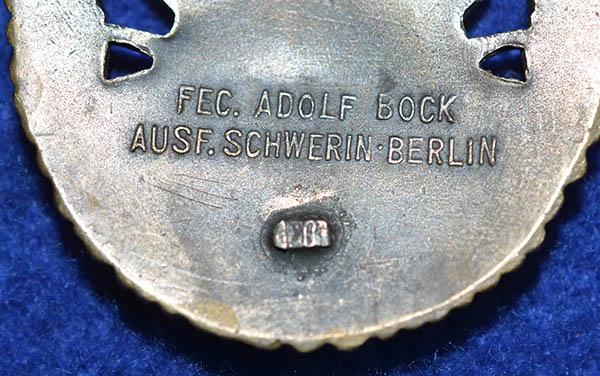 FEC. ADOLF BOCK
AUSF. SCHWERIN·BERLIN